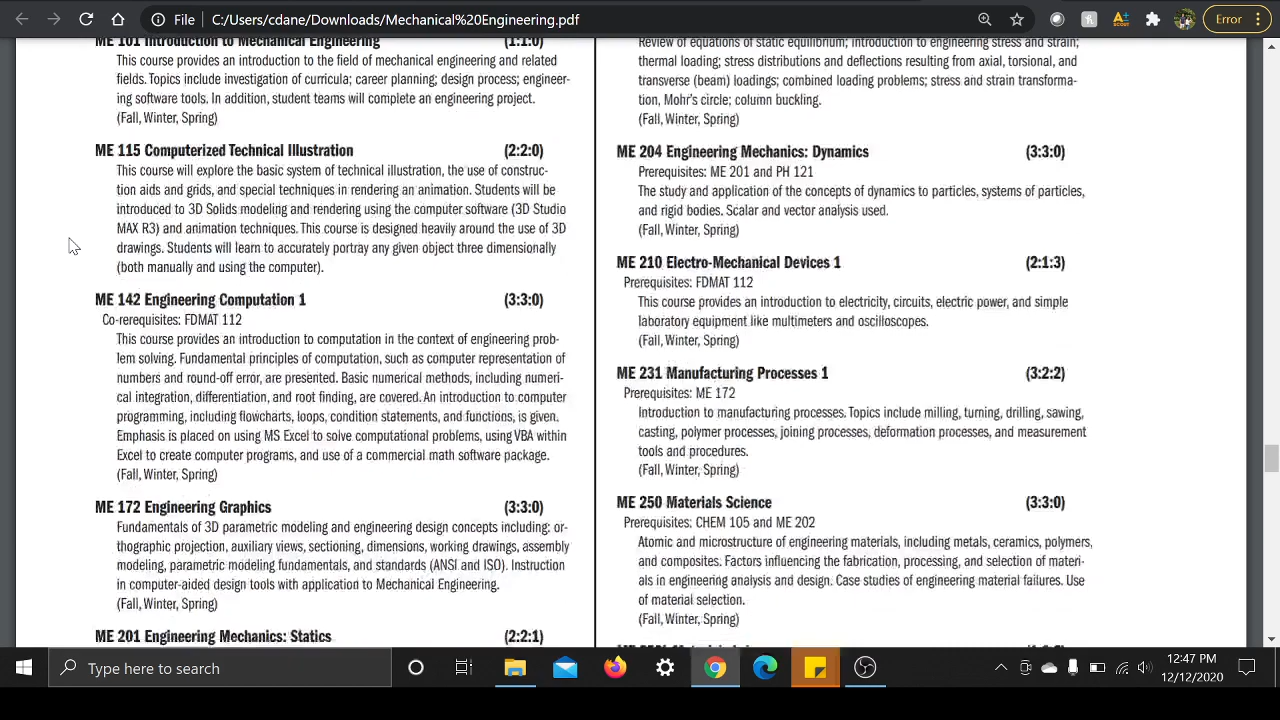 File
C:/Users/cdane/Downloads/Mechanical%20Engineering.pdf
Error
ME 101 Introduction to Mechanical Engineering (1:1:0)
This course provides an introduction to the field of mechanical engineering and related
fields. Topics include investigation of curricula; career planning; design process; engineer-
ing software tools. In addition, student teams will complete an engineering project.
(Fall, Winter, Spring)
ME 115 Computerized Technical Illustration (2:2:0)
This course will explore the basic system of technical illustration, the use of construc-
tion aids and grids, and special techniques in rendering an animation. Students will be
introduced to 3D Solids modeling and rendering using the computer software (3D Studio
MAX R3) and animation techniques. This course is designed heavily around the use of 3D
drawings. Students will learn to accurately portray any given object three dimensionally
(both manually and using the computer).
ME 142 Engineering Computation 1 (3:3:0)
Co-rerequisites: FDMAT 112
This course provides an introduction to computation in the context of engineering prob-
lem solving. Fundamental principles of computation, such as computer representation of
numbers and round-off error, are presented. Basic numerical methods, including numeri-
cal integration, differentiation, and root finding, are covered. An introduction to computer
programming, including flowcharts, loops, condition statements, and functions, is given.
Emphasis is placed on using MS Excel to solve computational problems, using VBA within
Excel to create computer programs, and use of a commercial math software package.
(Fall, Winter, Spring)
ME 172 Engineering Graphics (3:3:0)
Fundamentals of 3D parametric modeling and engineering design concepts including: or-
thographic projection, auxiliary views, sectioning, dimensions, working drawings, assembly
modeling, parametric modeling fundamentals, and standards (ANSI and ISO). Instruction
in computer-aided design tools with application to Mechanical Engineering.
(Fall, Winter, Spring)
ME 201 Engineering Mechanics: Statics (2:2:1)
Review of equations of static equilibrium; introduction to engineering stress and strain;
thermal loading; stress distributions and deflections resulting from axial, torsional, and
transverse (beam) loadings; combined loading problems; stress and strain transforma-
tion, Mohr's circle; column buckling.
(Fall, Winter, Spring)
ME 204 Engineering Mechanics: Dynamics (3:3:0)
Prerequisites: ME 201 and PH 121
The study and application of the concepts of dynamics to particles, systems of particles,
and rigid bodies. Scalar and vector analysis used.
(Fall, Winter, Spring)
ME 210 Electro-Mechanical Devices 1 (2:1:3)
Prerequisites: FDMAT 112
This course provides an introduction to electricity, circuits, electric power, and simple
laboratory equipment like multimeters and oscilloscopes.
(Fall, Winter, Spring)
ME 231 Manufacturing Processes 1 (3:2:2)
Prerequisites: ME 172
Introduction to manufacturing processes. Topics include milling, turning, drilling, sawing,
casting, polymer processes, joining processes, deformation processes, and measurement
tools and procedures.
(Fall, Winter, Spring)
ME 250 Materials Science (3:3:0)
Prerequisites: CHEM 105 and ME 202
Atomic and microstructure of engineering materials, including metals, ceramics, polymers,
and composites. Factors influencing the fabrication, processing, and selection of materi-
als in engineering analysis and design. Case studies of engineering material failures. Use
of material selection.
(Fall, Winter, Spring)
Type here to search
12:47 PM
12/12/2020